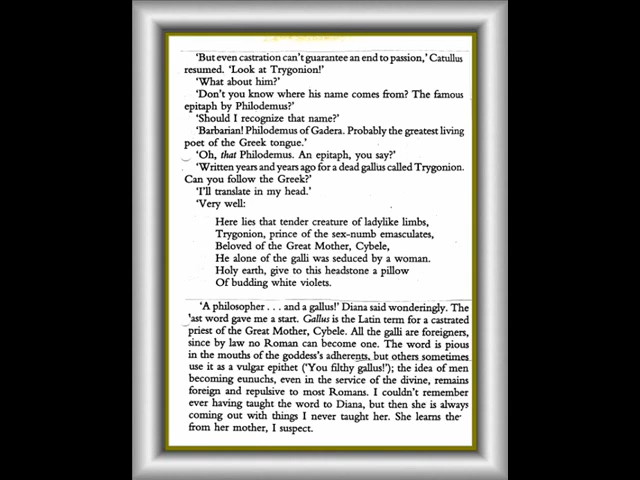 ‘But even castration can’t guarantee an end to passion,’ Catullus
resumed. ‘Look at Trygonion!’
‘What about him?’
‘Don’t you know where his name comes from? The famous
epitaph by Philodemus?’
‘Should I recognize that name?’
‘Barbarian! Philodemus of Gadera. Probably the greatest living
poet of the Greek tongue.’
‘Oh, that Philodemus. An epitaph, you say?’
‘Written years and years ago for a dead gallus called Trygonion.
Can you follow the Greek?’
‘I’ll translate in my head.’
‘Very well:
Here lies that tender creature of ladylike limbs,
Trygonion, prince of the sex-numb emasculates,
Beloved of the Great Mother, Cybele,
He alone of the galli was seduced by a woman.
Holy earth, give to this headstone a pillow
Of budding white violets.
‘A philosopher . . . and a gallus!’ Diana said wonderingly. The
last word gave me a start. Gallus is the Latin term for a castrated
priest of the Great Mother, Cybele. All the galli are foreigners,
since by law no Roman can become one. The word is pious
in the mouths of the goddess’s adherents, but others sometimes
use it as a vulgar epithet (‘You filthy gallus!’); the idea of men
becoming eunuchs, even in the service of the divine, remains
foreign and repulsive to most Romans. I couldn’t remember
ever having taught the word to Diana, but then she is always
coming out with things I never taught her. She learns the
from her mother, I suspect.